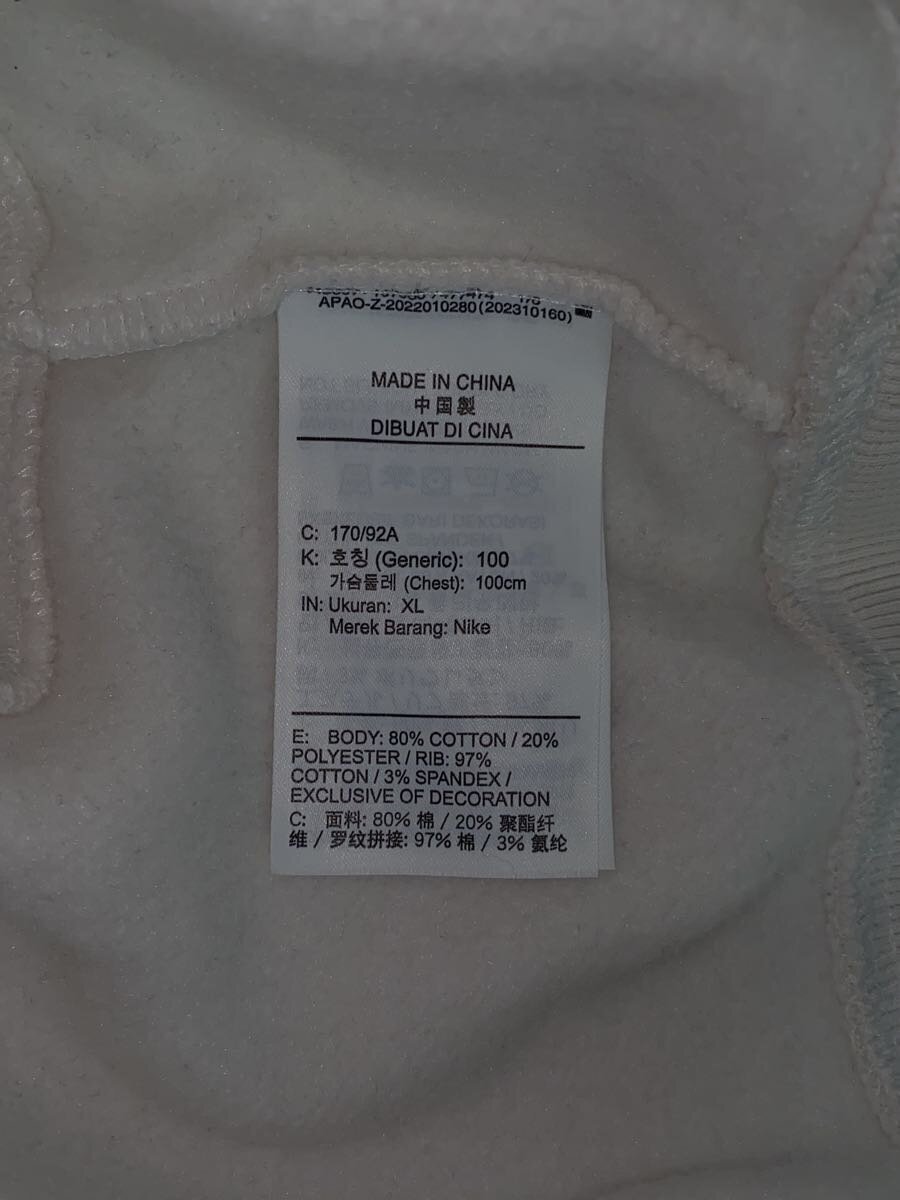 APAO-Z-2022010280(202310160)
MADE IN CHINA
中国製
DIBUAT DI CINA
C: 170/92A
K: 호칭 (Generic): 100
가슴둘레 (Chest): 100cm
IN: Ukuran: XL
Merek Barang: Nike
E: BODY: 80% COTTON / 20%
POLYESTER / RIB: 97%
COTTON / 3% SPANDEX /
EXCLUSIVE OF DECORATION
C: 面料: 80% 棉 / 20% 聚酯纤
维 / 罗纹拼接: 97% 棉 / 3% 氨纶